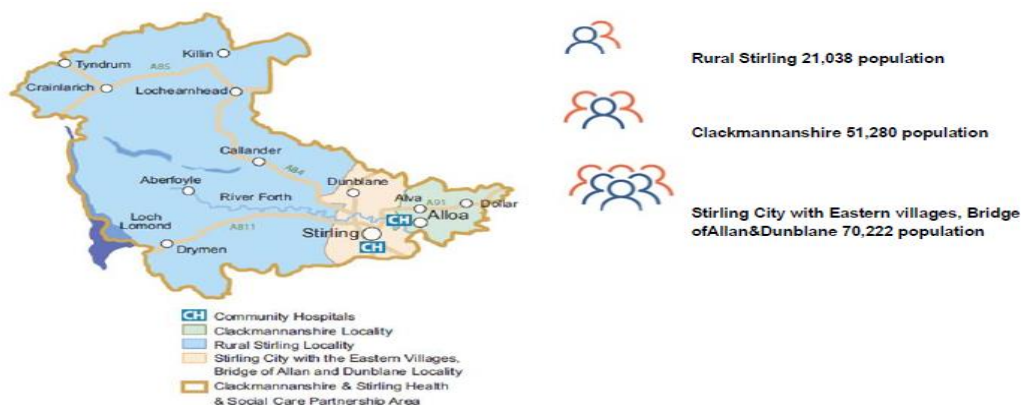 Killin
Tyndrum
A85
Crainlarich
Lochearnhead
Callander
A84
Aberfoyle
Dunblane
River Forth
Alva
A91
Dollar
CH
Alloa
Loch
Lomond
A811
Stirling
CH
Drymen
CH Community Hospitals
Clackmannanshire Locality
Rural Stirling Locality
Stirling City with the Eastern Villages,
Bridge of Allan and Dunblane Locality
Clackmannanshire & Stirling Health
& Social Care Partnership Area
Rural Stirling 21,038 population
Clackmannanshire 51,280 population
Stirling City with Eastern villages, Bridge
ofAllan&Dunblane 70,222 population